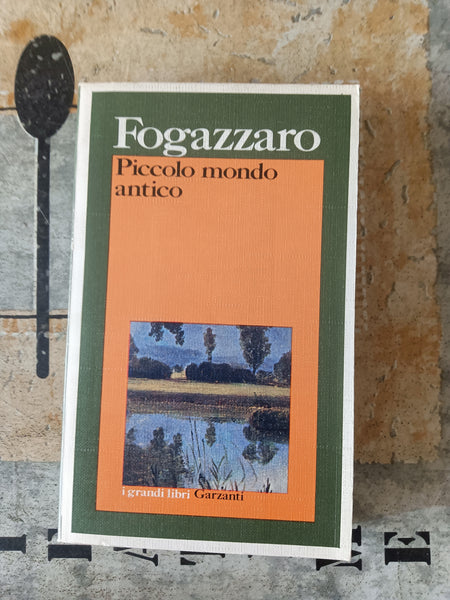 Fogazzaro
Piccolo mondo
antico
i grandi libri Garzanti